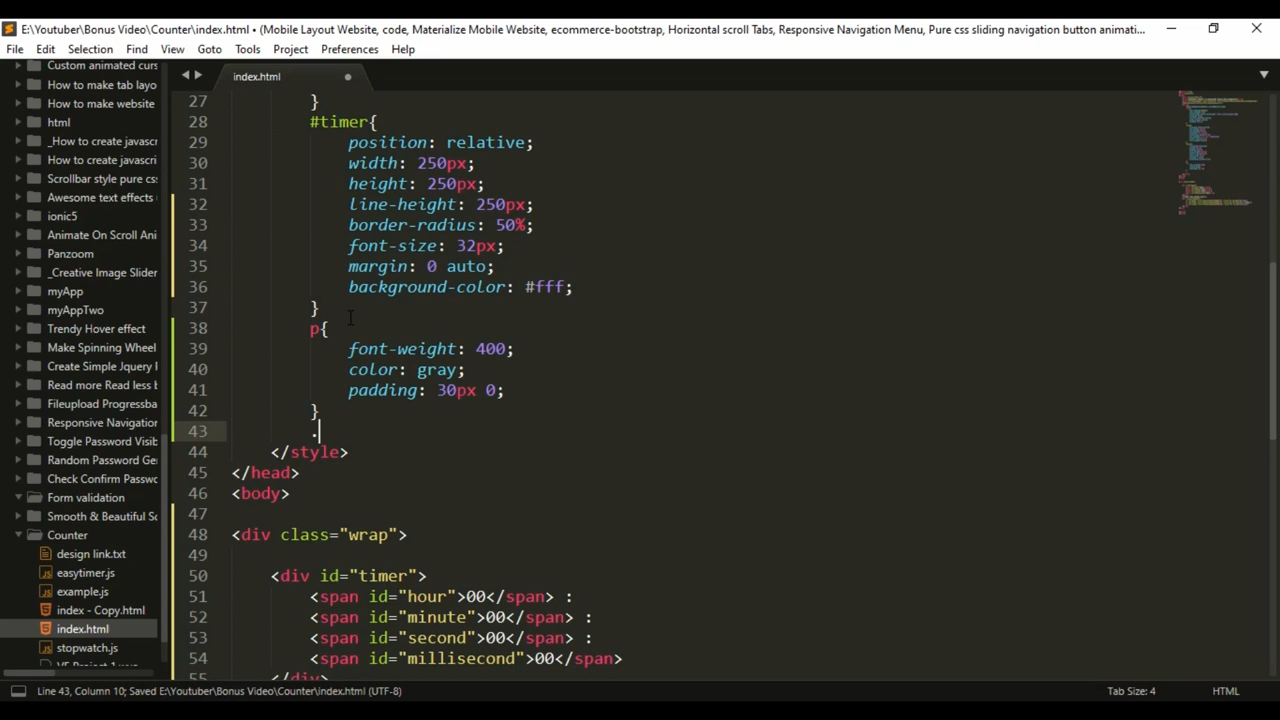 E:\Youtuber\Bonus Video\Counter\index.html • (Mobile Layout Website, code, Materialize Mobile Website, ecommerce-bootstrap, Horizontal scroll Tabs, Responsive Navigation Menu, Pure css sliding navigation button animati...
File Edit Selection Find View Goto Tools Project Preferences Help
Custom animated curs
How to make tab layo
How to make website
html
_How to create javasc
How to create javascri
Scrollbar style pure cs
Awesome text effects
ionic5
Animate On Scroll Ani
Panzoom
_Creative Image Slider
myApp
myAppTwo
Trendy Hover effect
Make Spinning Wheel
Create Simple Jquery
Read more Read less b
Fileupload Progressba
Responsive Navigation
Toggle Password Visib
Random Password Ge
Check Confirm Passwo
Form validation
Smooth & Beautiful Sc
Counter
design link.txt
easytimer.js
example.js
index - Copy.html
index.html
stopwatch.js
index.html
27 }
28 #timer{
29 position: relative;
30 width: 250px;
31 height: 250px;
32 line-height: 250px;
33 border-radius: 50%;
34 font-size: 32px;
35 margin: 0 auto;
36 background-color: #fff;
37 }
38 p{
39 font-weight: 400;
40 color: gray;
41 padding: 30px 0;
42 }
43 .
44 </style>
45 </head>
46 <body>
47
48 <div class="wrap">
49
50 <div id="timer">
51 <span id="hour">00</span> :
52 <span id="minute">00</span> :
53 <span id="second">00</span> :
54 <span id="millisecond">00</span>
55 </div>
Line 43, Column 10; Saved E:\Youtuber\Bonus Video\Counter\index.html (UTF-8)
Tab Size: 4
HTML